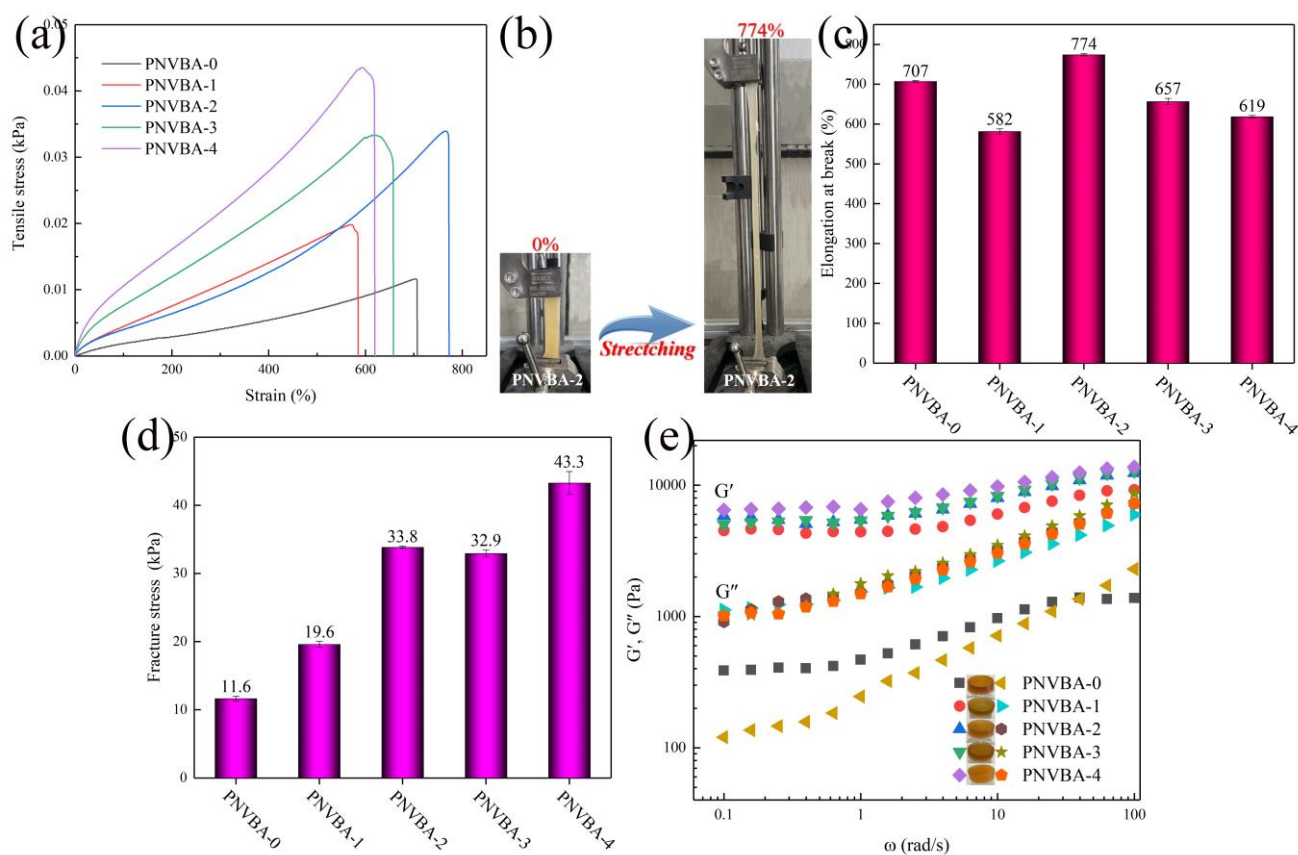 (a)
0.05
0.04
0.03
0.02
0.01
0.00
Tensile stress (kPa)
PNVBA-0
PNVBA-1
PNVBA-2
PNVBA-3
PNVBA-4
0
200
400
600
800
Strain (%)
(b)
0%
774%
Strectching
PNVBA-2
PNVBA-2
(c)
800
700
600
500
400
300
200
100
0
Elongation at break (%)
707
582
774
657
619
PNVBA-0
PNVBA-1
PNVBA-2
PNVBA-3
PNVBA-4
(d)
50
40
30
20
10
0
Fracture stress (kPa)
11.6
19.6
33.8
32.9
43.3
PNVBA-0
PNVBA-1
PNVBA-2
PNVBA-3
PNVBA-4
(e)
10000
1000
100
G′, G″ (Pa)
G′
G″
PNVBA-0
PNVBA-1
PNVBA-2
PNVBA-3
PNVBA-4
0.1
1
10
100
ω (rad/s)